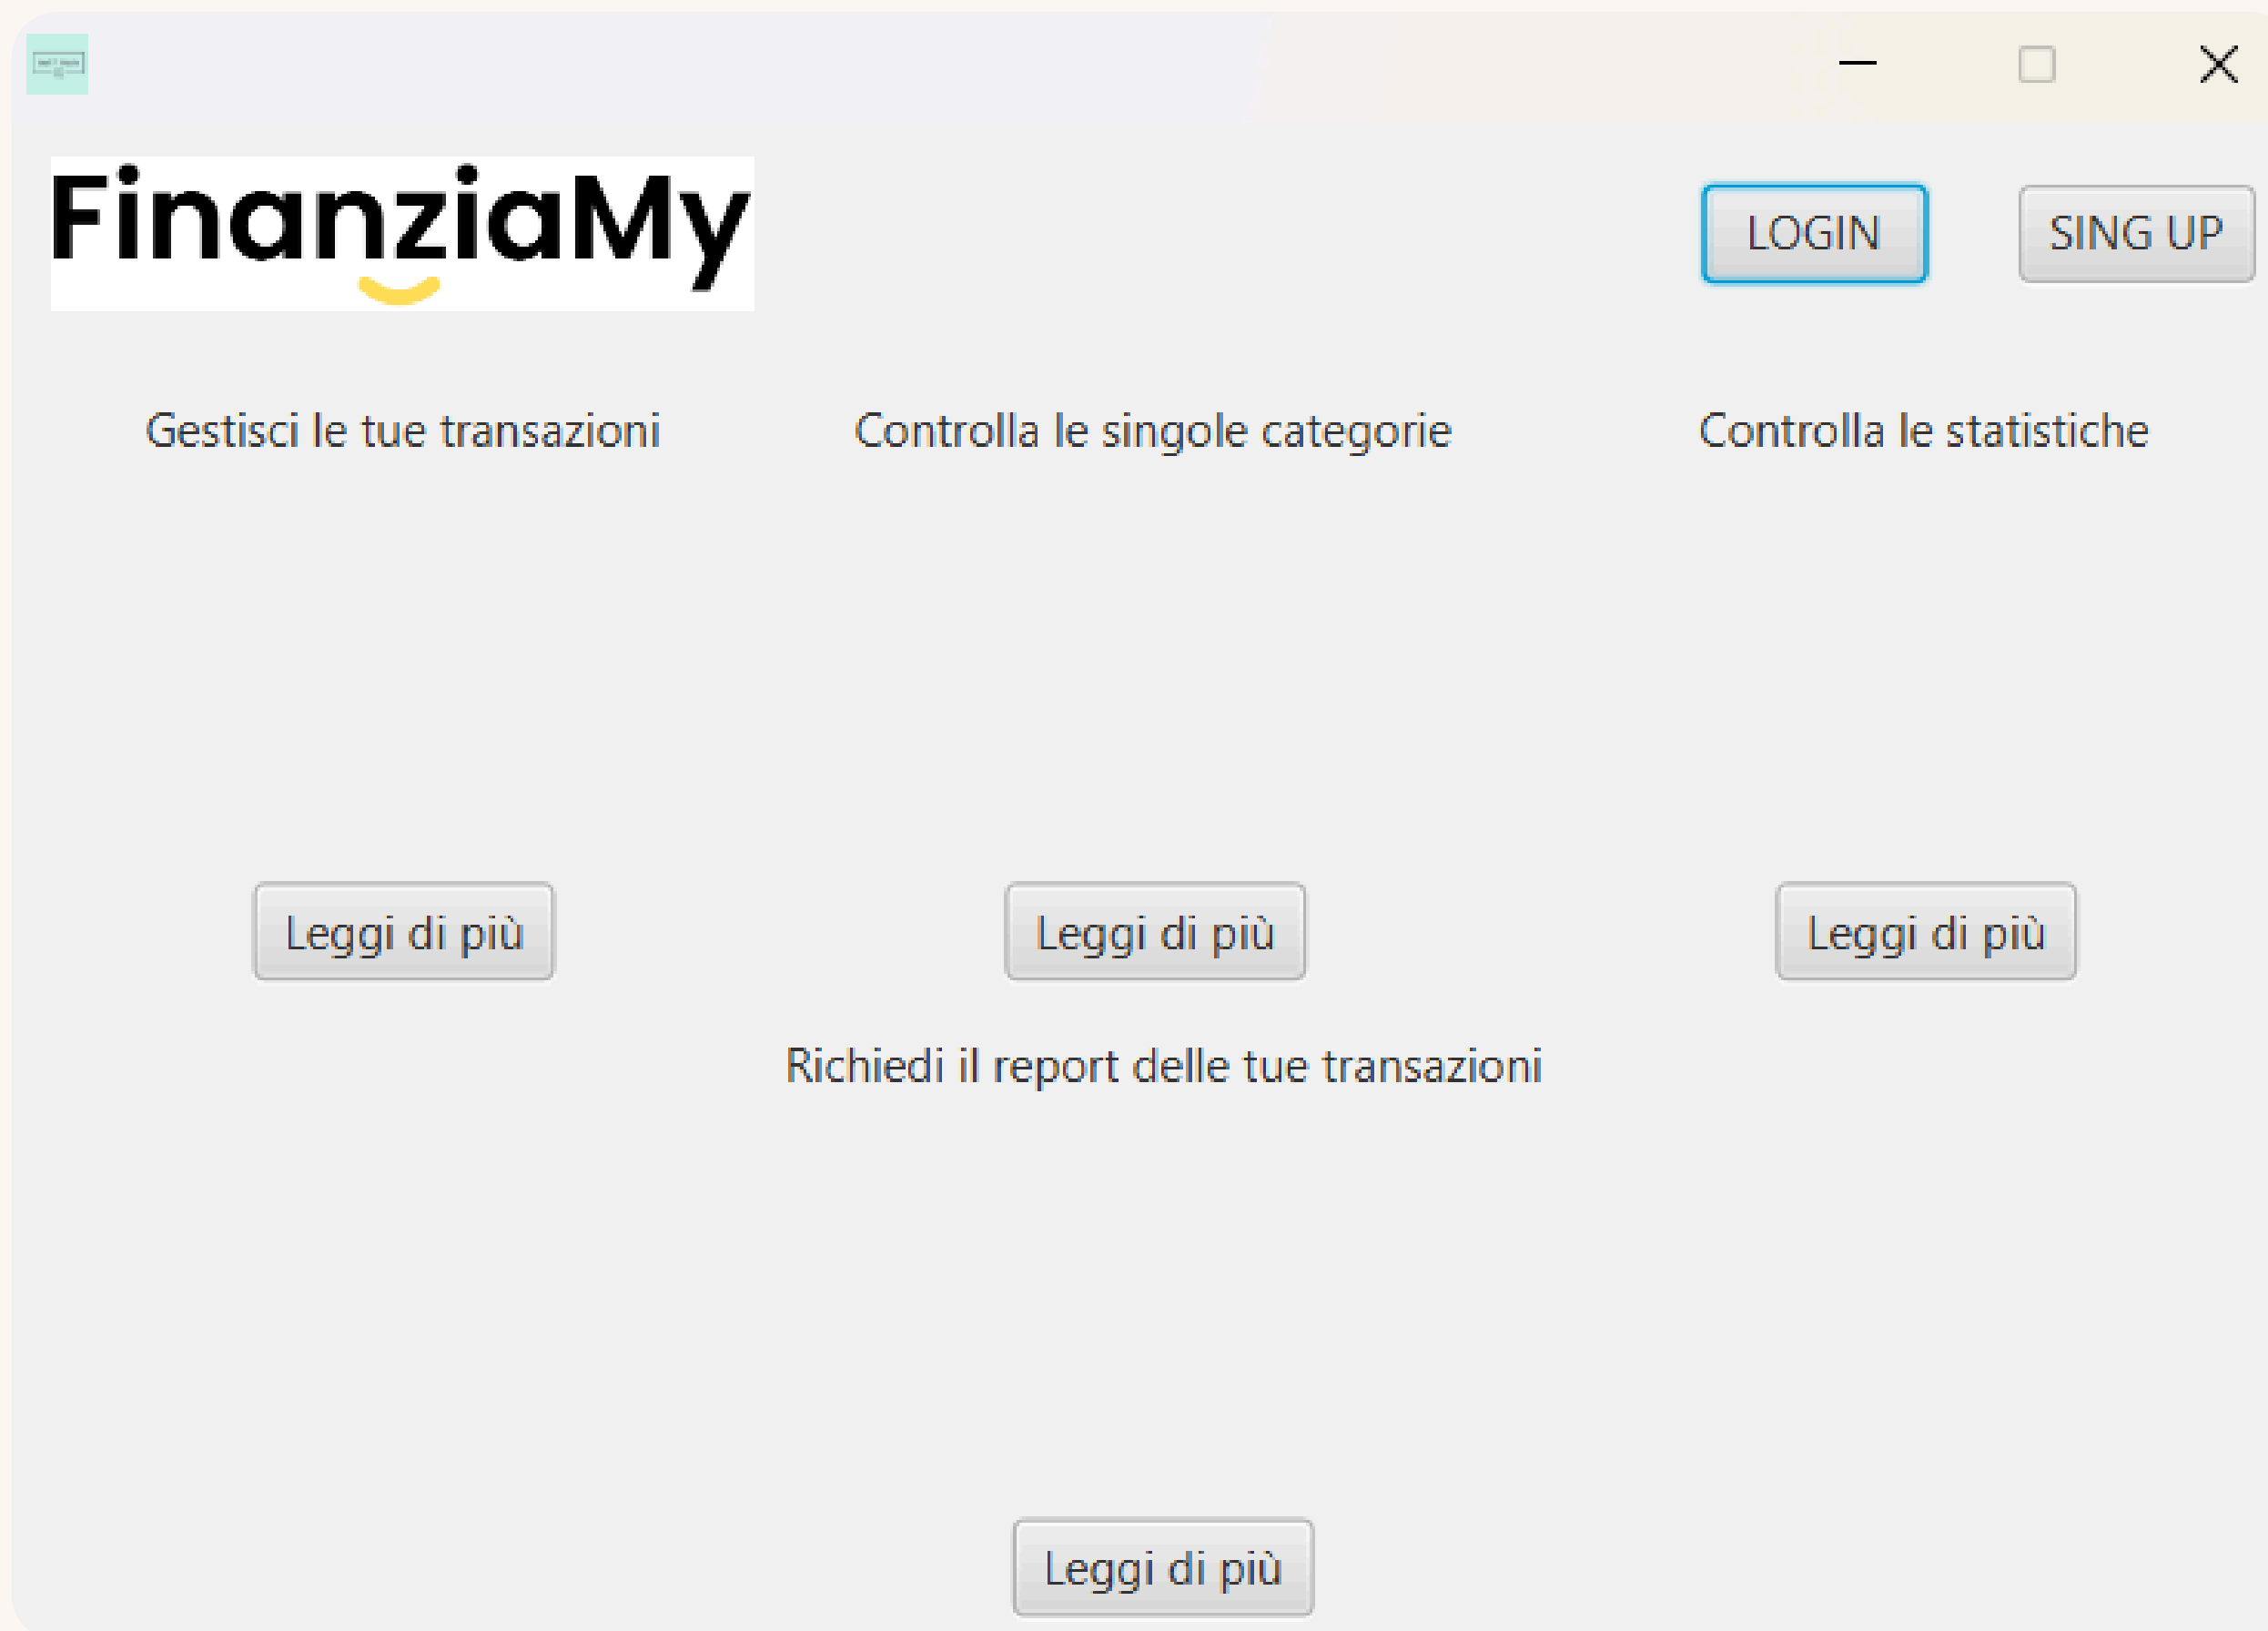 FinanziaMy
LOGIN
SING UP
Gestisci le tue transazioni
Controlla le singole categorie
Controlla le statistiche
Leggi di più
Leggi di più
Leggi di più
Richiedi il report delle tue transazioni
Leggi di più